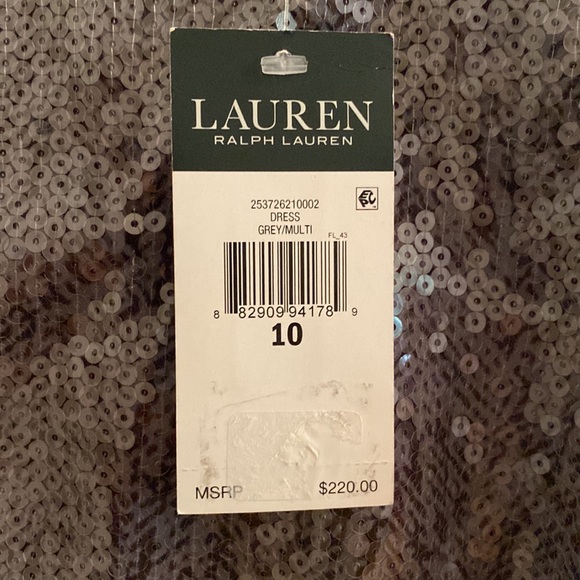 LAUREN
RALPH LAUREN
253726210002
DRESS
GREY/MULTI
FL_43
8 82909 94178 9
10
MSRP $220.00